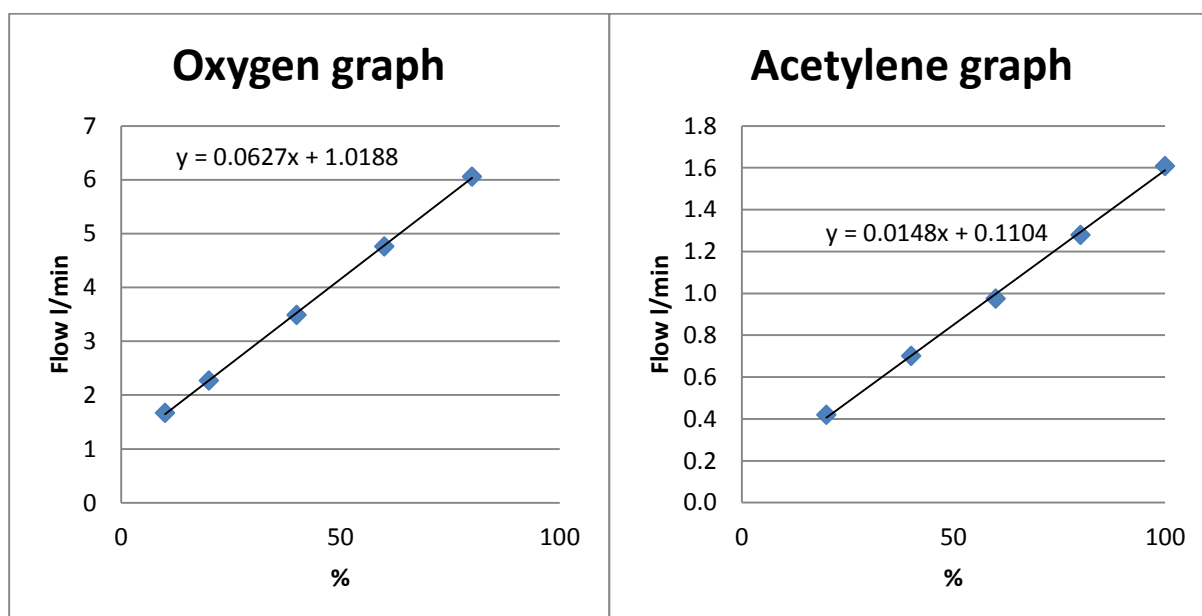 Oxygen graph
y = 0.0627x + 1.0188
7
6
5
4
3
2
1
0
Flow l/min
0 50 100
%
Acetylene graph
y = 0.0148x + 0.1104
1.8
1.6
1.4
1.2
1.0
0.8
0.6
0.4
0.2
0.0
Flow l/min
0 50 100
%